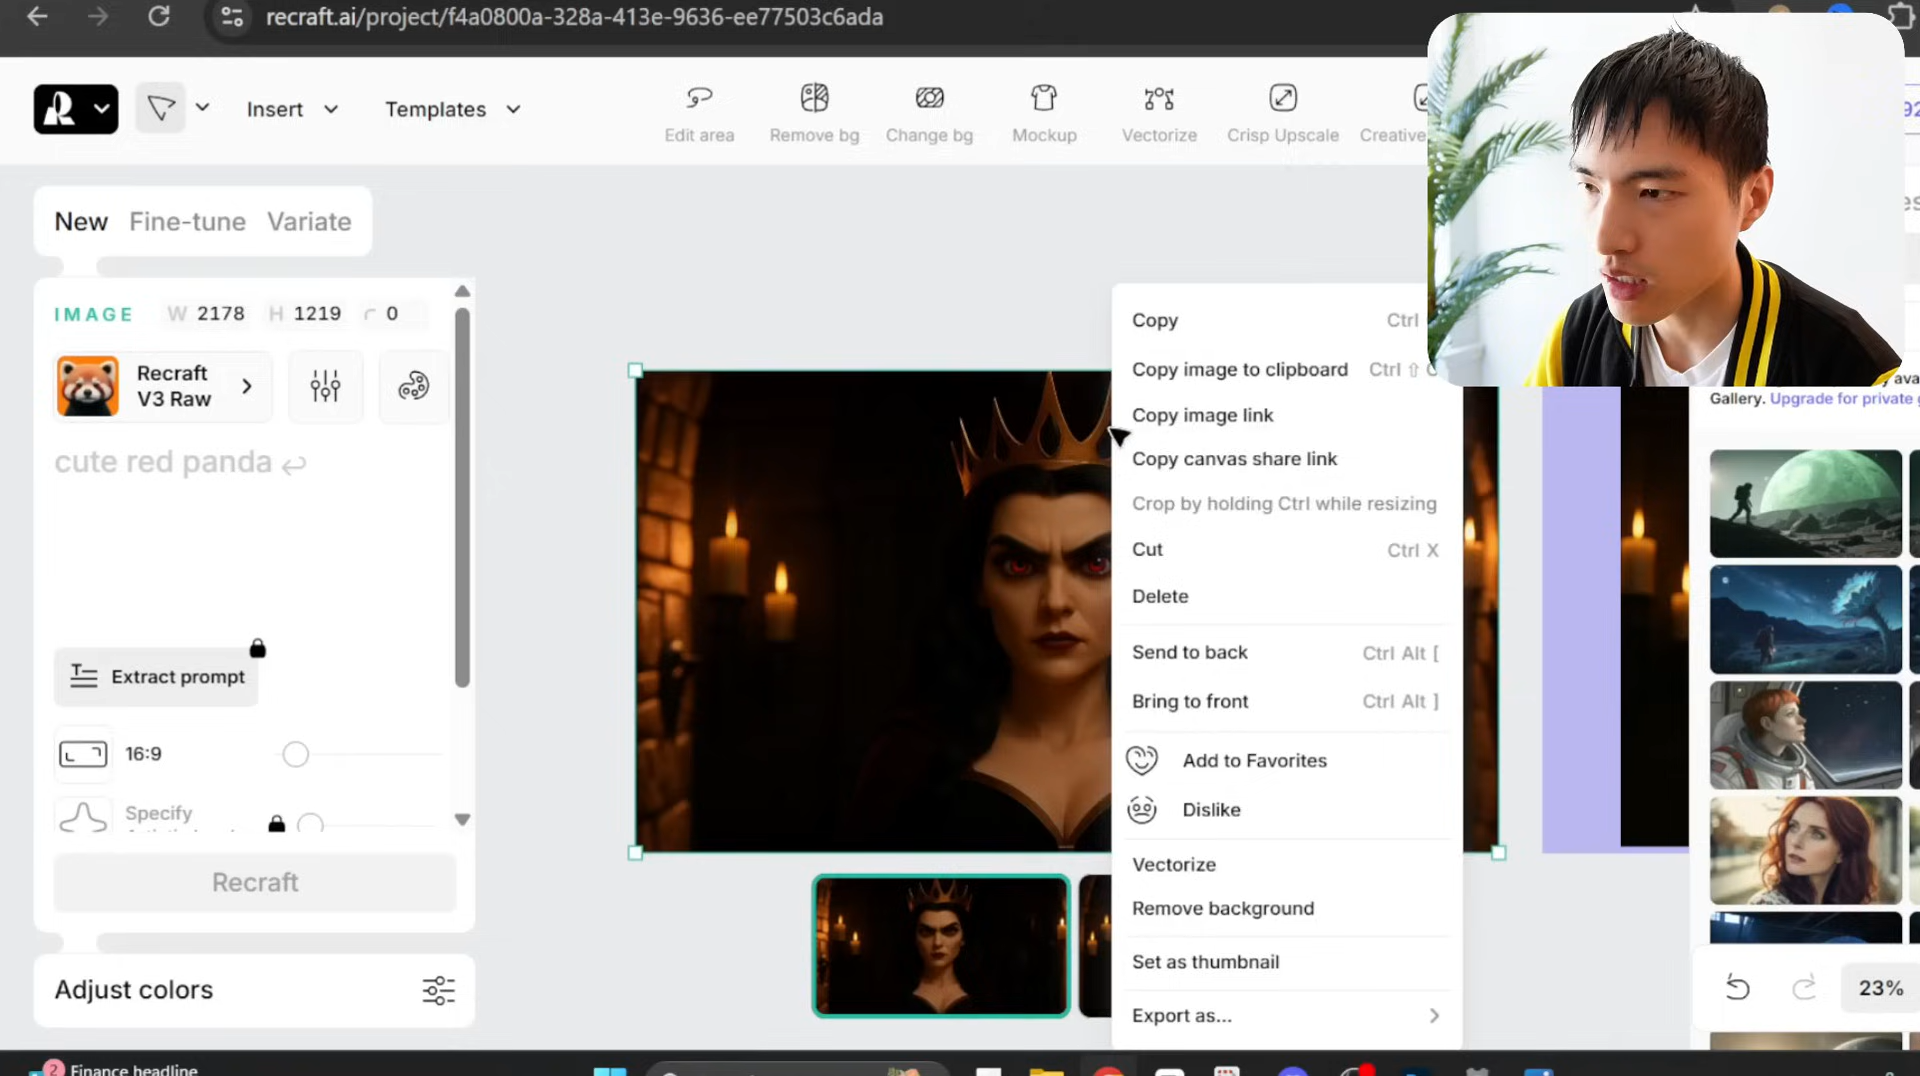 recraft.ai/project/f4a0800a-328a-413e-9636-ee77503c6ada
Insert
Templates
Edit area
Remove bg
Change bg
Mockup
Vectorize
Crisp Upscale
Creative
92
New Fine-tune Variate
IMAGE W 2178 H 1219 0
Recraft
V3 Raw
cute red panda
Extract prompt
16:9
Specify
Recraft
Adjust colors
Copy Ctrl
Copy image to clipboard Ctrl ⇧ C
Copy image link
Copy canvas share link
Crop by holding Ctrl while resizing
Cut Ctrl X
Delete
Send to back Ctrl Alt [
Bring to front Ctrl Alt ]
Add to Favorites
Dislike
Vectorize
Remove background
Set as thumbnail
Export as...
Gallery. Upgrade for private
23%
2 Finance headline